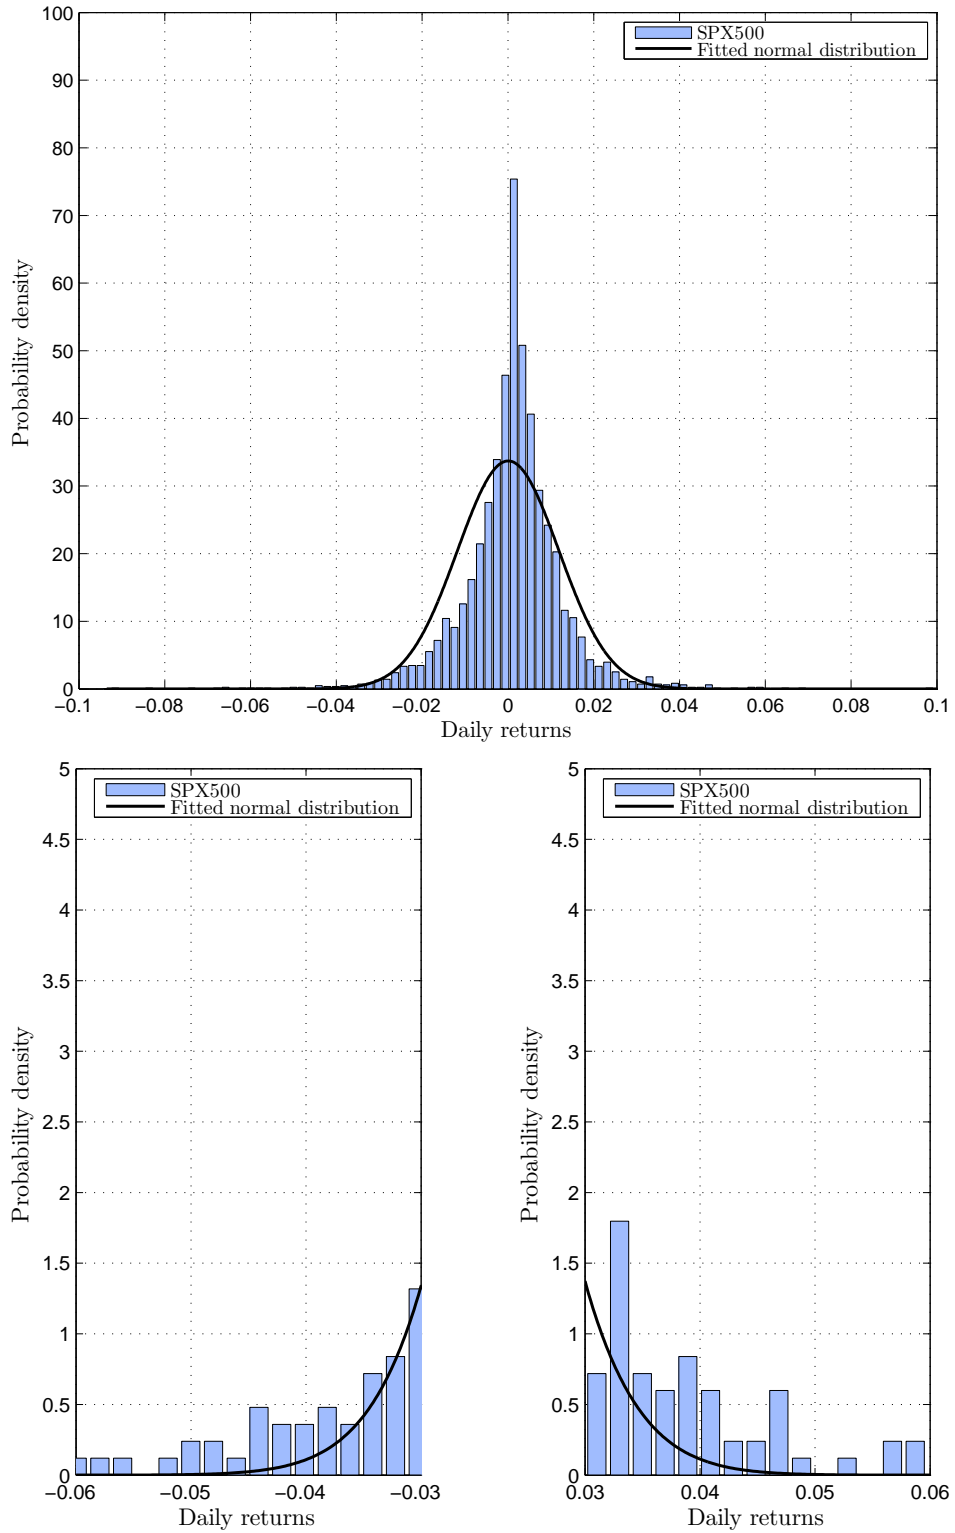 100
90
80
70
60
50
40
30
20
10
0
Probability density
SPX500
Fitted normal distribution
−0.1 −0.08 −0.06 −0.04 −0.02 0 0.02 0.04 0.06 0.08 0.1
Daily returns
5
4.5
4
3.5
3
2.5
2
1.5
1
0.5
0
Probability density
SPX500
Fitted normal distribution
−0.06 −0.05 −0.04 −0.03
Daily returns
5
4.5
4
3.5
3
2.5
2
1.5
1
0.5
0
Probability density
SPX500
Fitted normal distribution
0.03 0.04 0.05 0.06
Daily returns